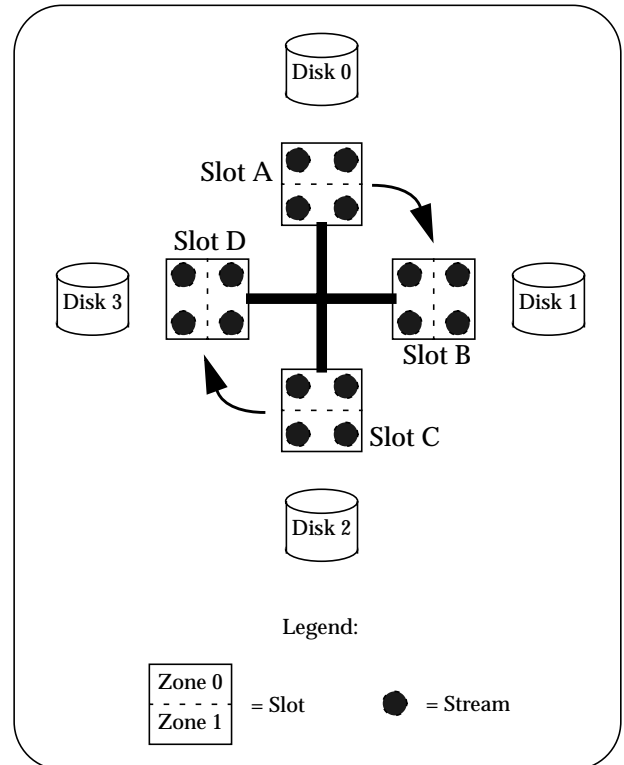 Disk 0
Slot A
Slot D
Disk 3
Disk 1
Slot B
Slot C
Disk 2
Legend:
Zone 0
Zone 1
= Slot
= Stream